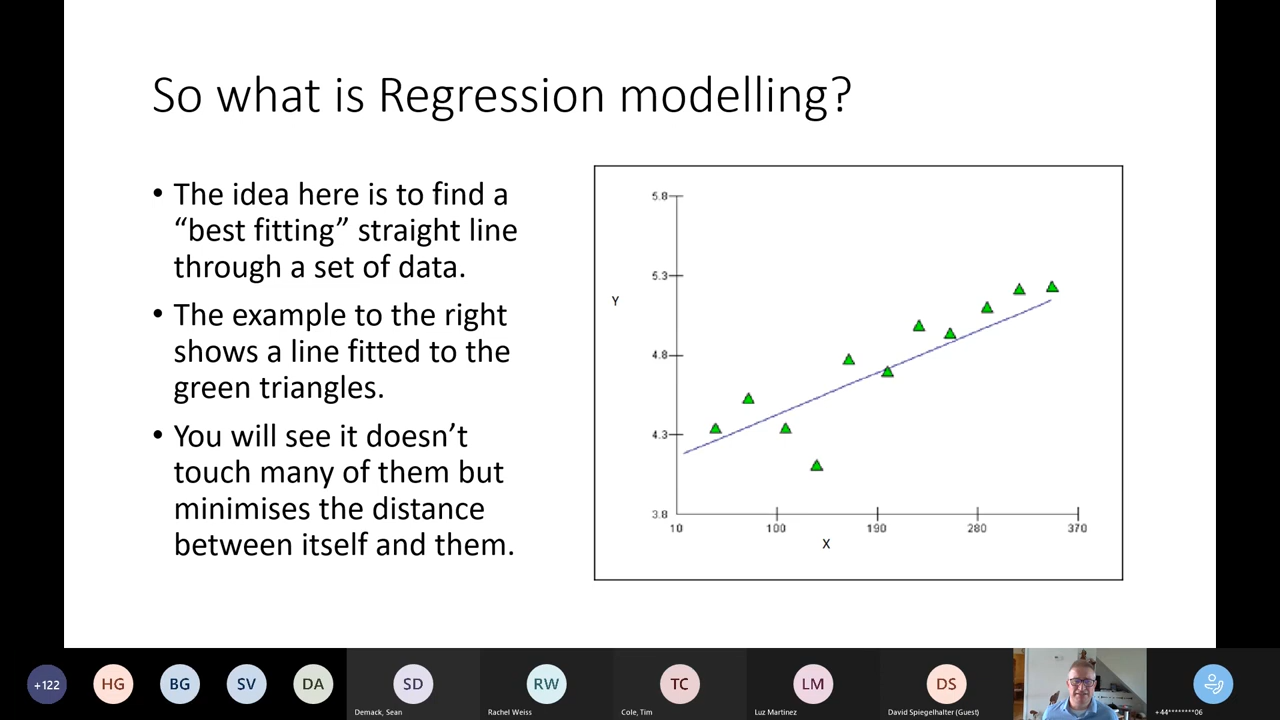 So what is Regression modelling?
• The idea here is to find a
“best fitting” straight line
through a set of data.
• The example to the right
shows a line fitted to the
green triangles.
• You will see it doesn’t
touch many of them but
minimises the distance
between itself and them.
5.8
5.3
Y
4.8
4.3
3.8
10 100 190 280 370
X
+122 HG BG SV DA SD RW TC LM DS
Demack, Sean Rachel Weiss Cole, Tim Luz Martinez David Spiegelhalter (Guest) +44********06